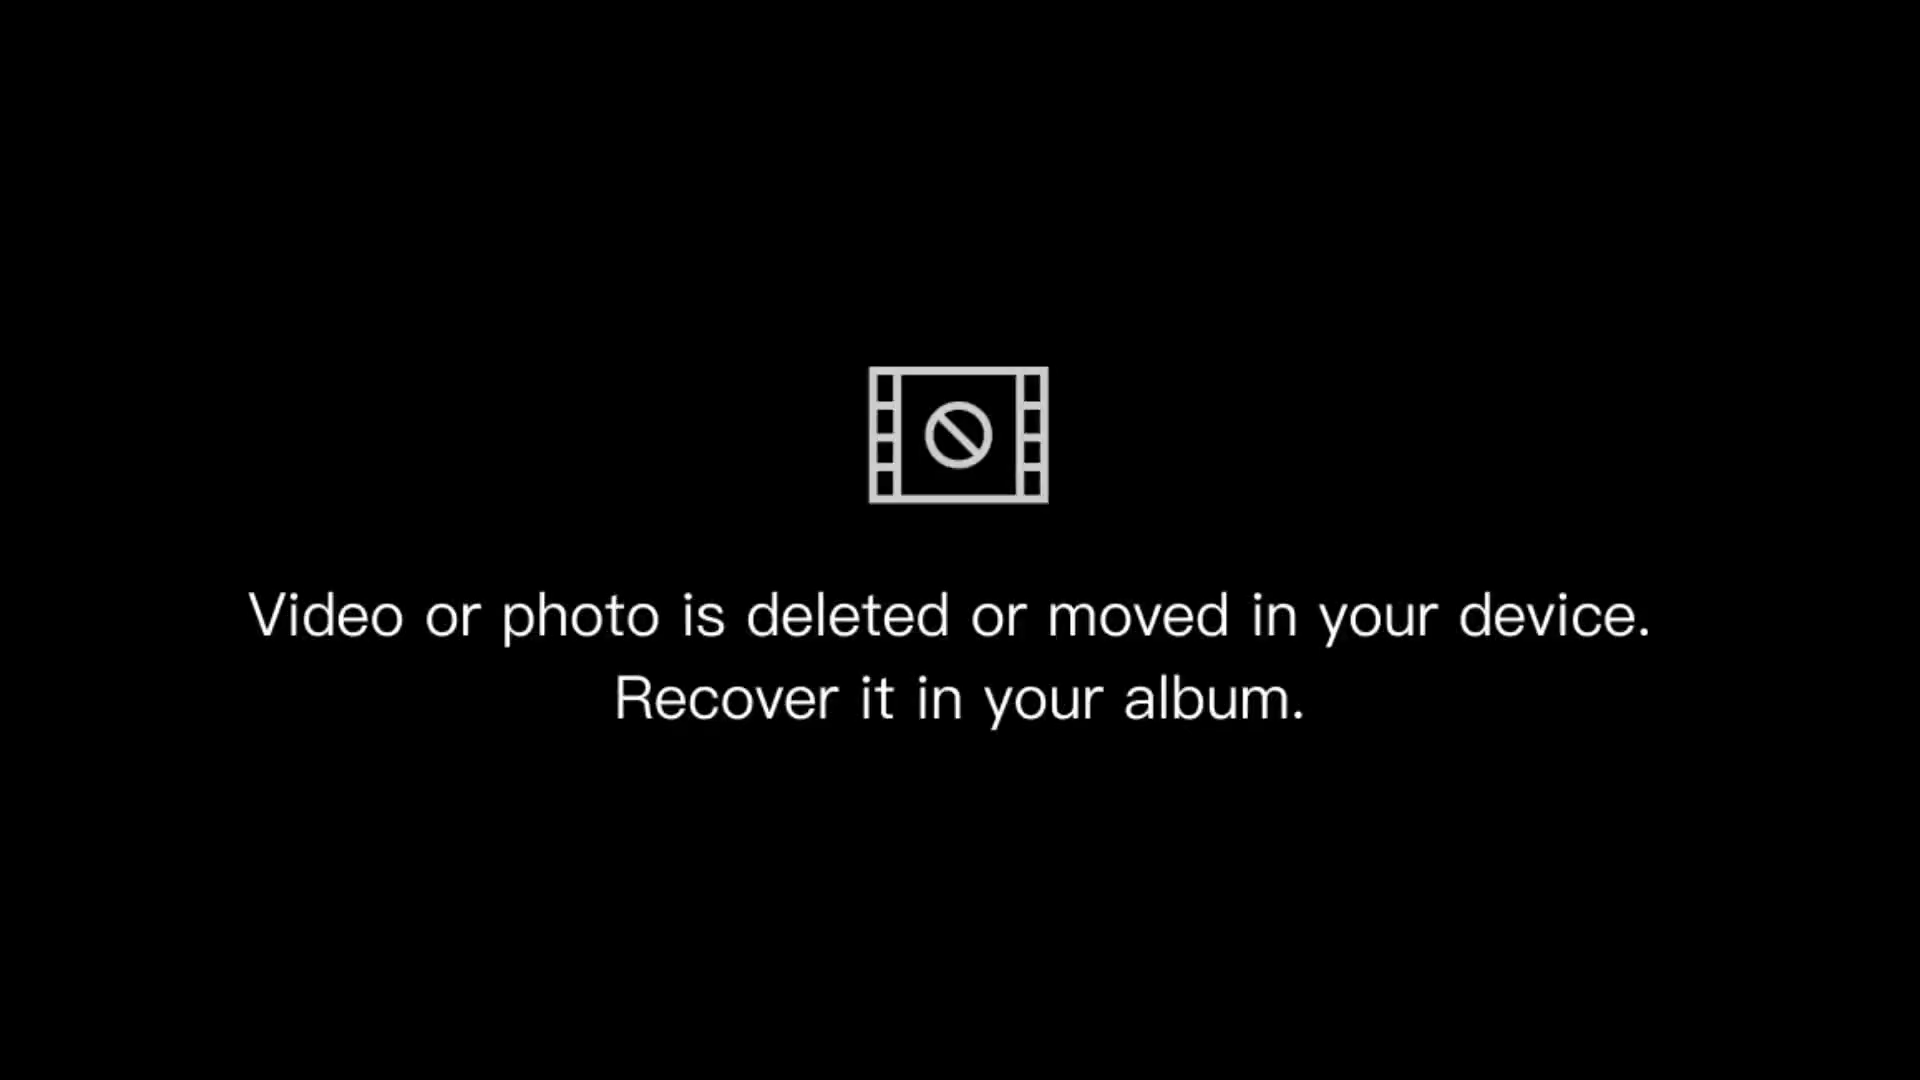 Video or photo is deleted or moved in your device.
Recover it in your album.